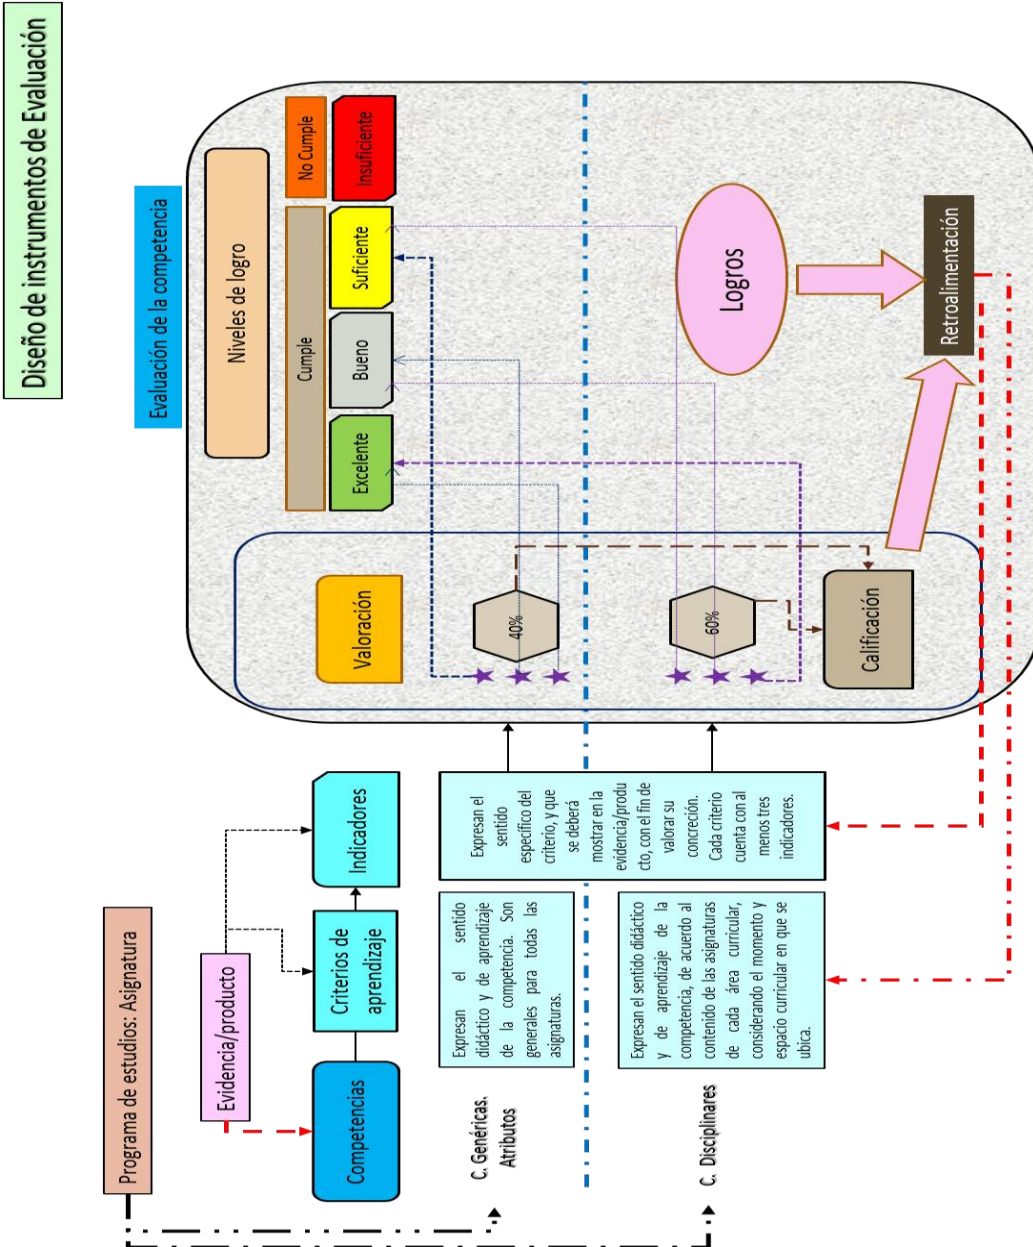 Diseño de instrumentos de Evaluación
Programa de estudios: Asignatura
Evaluación de la competencia
Evidencia/producto
Niveles de logro
Cumple
No Cumple
Competencias
Criterios de
aprendizaje
Indicadores
Valoración
Excelente
Bueno
Suficiente
Insuficiente
C. Genéricas.
Atributos
Expresan el sentido
didáctico y de aprendizaje
de la competencia. Son
generales para todas las
asignaturas.
Expresan el
sentido
específico del
criterio, y que
se deberá
mostrar en la
evidencia/produ
cto, con el fin de
valorar su
concreción.
Cada criterio
cuenta con al
menos tres
indicadores.
40%
C. Disciplinares
Expresan el sentido didáctico
y de aprendizaje de la
competencia, de acuerdo al
contenido de las asignaturas
de cada área curricular,
considerando el momento y
espacio curricular en que se
ubica.
60%
Logros
Calificación
Retroalimentación